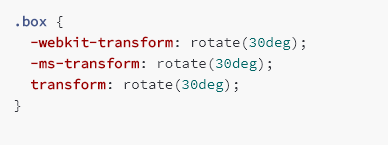 .box {
  -webkit-transform: rotate(30deg);
  -ms-transform: rotate(30deg);
  transform: rotate(30deg);
}